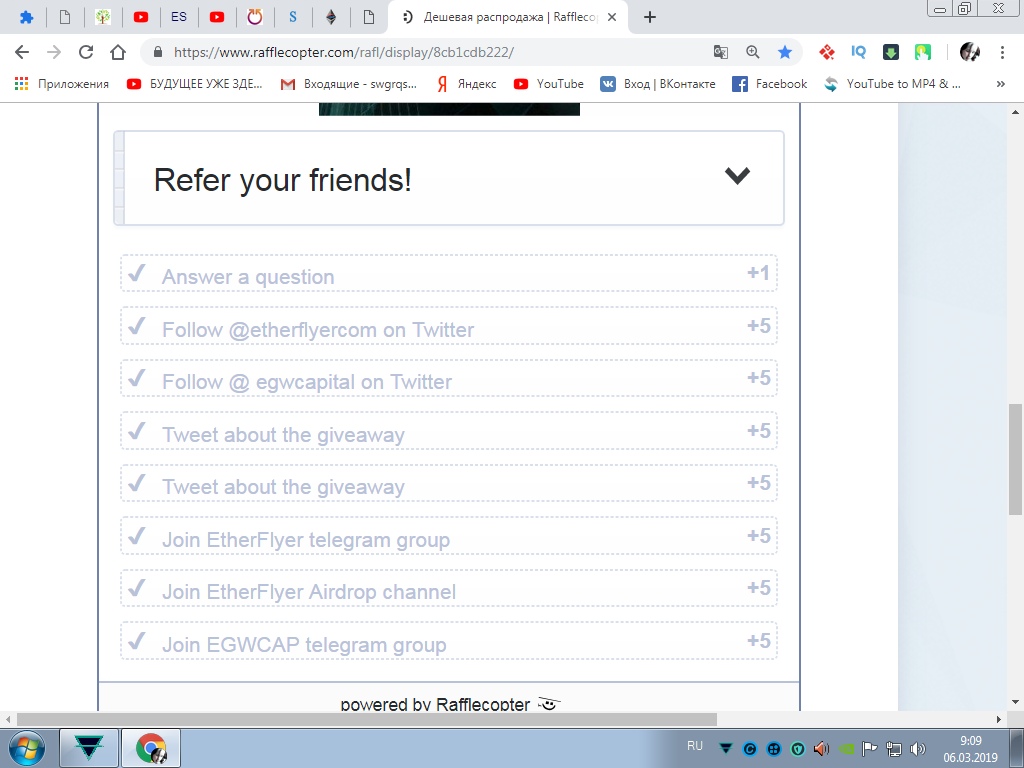 ES
S
Дешевая распродажа | Rafflecop
https://www.rafflecopter.com/rafl/display/8cb1cdb222/
IQ
Приложения
БУДУЩЕЕ УЖЕ ЗДЕ...
Входящие - swgrqs...
Яндекс
YouTube
Вход | ВКонтакте
Facebook
YouTube to MP4 & ...
»
Refer your friends!
Answer a question +1
Follow @etherflyercom on Twitter +5
Follow @ egwcapital on Twitter +5
Tweet about the giveaway +5
Tweet about the giveaway +5
Join EtherFlyer telegram group +5
Join EtherFlyer Airdrop channel +5
Join EGWCAP telegram group +5
powered by Rafflecopter
RU
9:09
06.03.2019